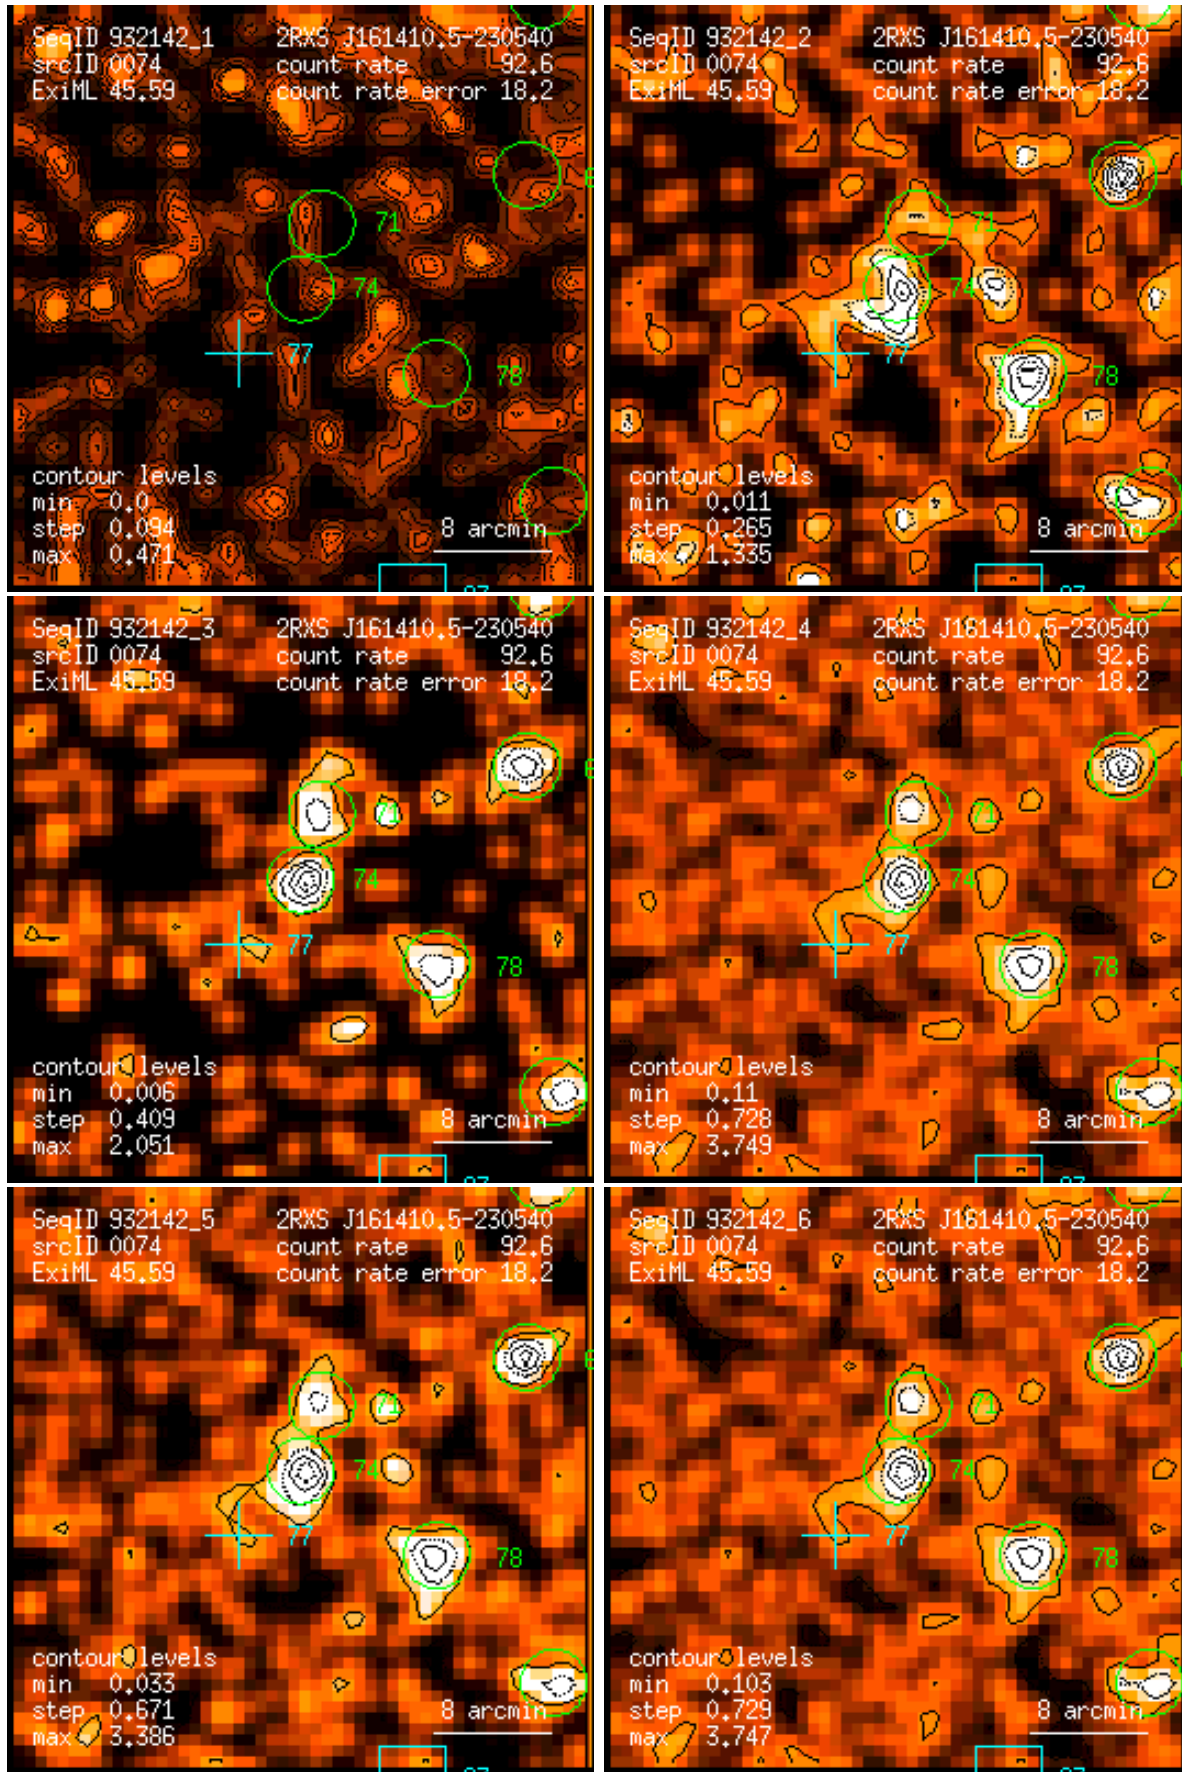 SeqID 932142_1 2RXS J161410.5-230540
srcID 0074 count rate 92.6
ExiML 45.59 count rate error 18.2
71
74
77
78
contour levels
min 0.0
step 0.094 8 arcmin
max 0.471
SeqID 932142_2 2RXS J161410.5-230540
srcID 0074 count rate 92.6
ExiML 45.59 count rate error 18.2
71
74
77
78
contour levels
min 0.011
step 0.265 8 arcmin
max 1.335
SeqID 932142_3 2RXS J161410.5-230540
srcID 0074 count rate 92.6
ExiML 45.59 count rate error 18.2
71
74
77
78
contour levels
min 0.006
step 0.409 8 arcmin
max 2.051
SeqID 932142_4 2RXS J161410.5-230540
srcID 0074 count rate 92.6
ExiML 45.59 count rate error 18.2
71
74
77
78
contour levels
min 0.11
step 0.728 8 arcmin
max 3.749
SeqID 932142_5 2RXS J161410.5-230540
srcID 0074 count rate 92.6
ExiML 45.59 count rate error 18.2
71
74
77
78
contour levels
min 0.033
step 0.671 8 arcmin
max 3.386
SeqID 932142_6 2RXS J161410.5-230540
srcID 0074 count rate 92.6
ExiML 45.59 count rate error 18.2
71
74
77
78
contour levels
min 0.103
step 0.729 8 arcmin
max 3.747